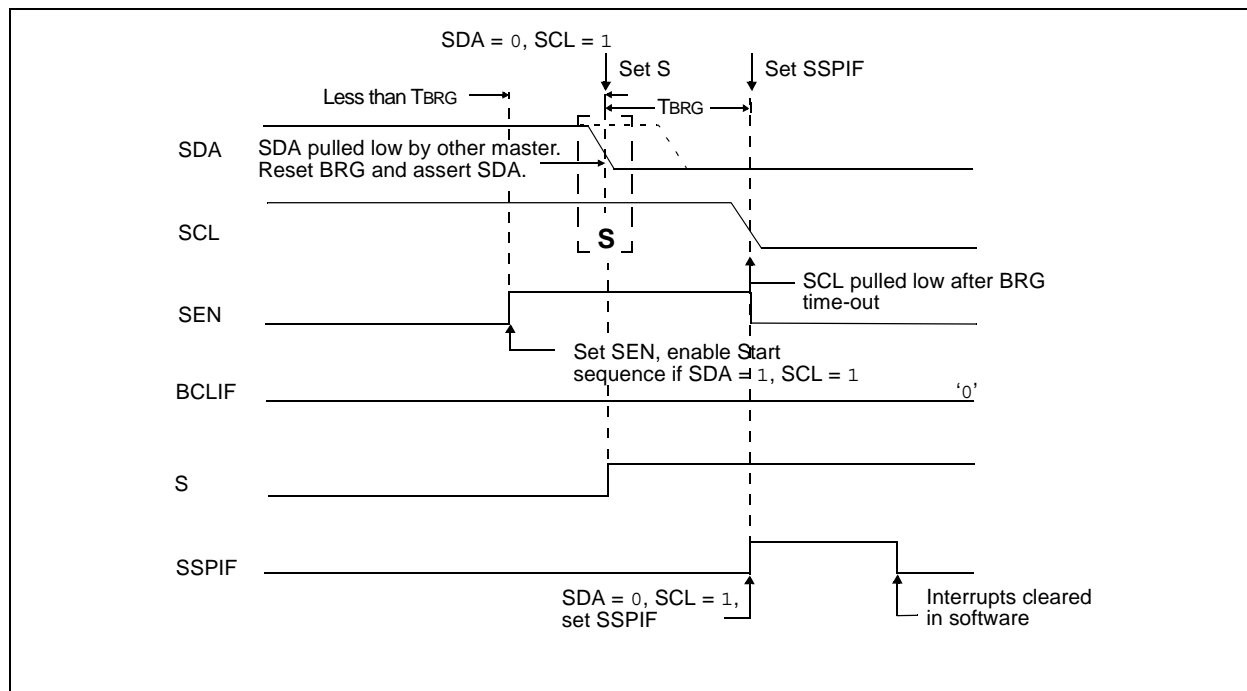 SDA = 0, SCL = 1
Set S
Set SSPIF
Less than TBRG
TBRG
SDA
SDA pulled low by other master.
Reset BRG and assert SDA.
SCL
S
SCL pulled low after BRG
time-out
SEN
Set SEN, enable Start
sequence if SDA = 1, SCL = 1
BCLIF
‘0’
S
SSPIF
SDA = 0, SCL = 1,
set SSPIF
Interrupts cleared
in software